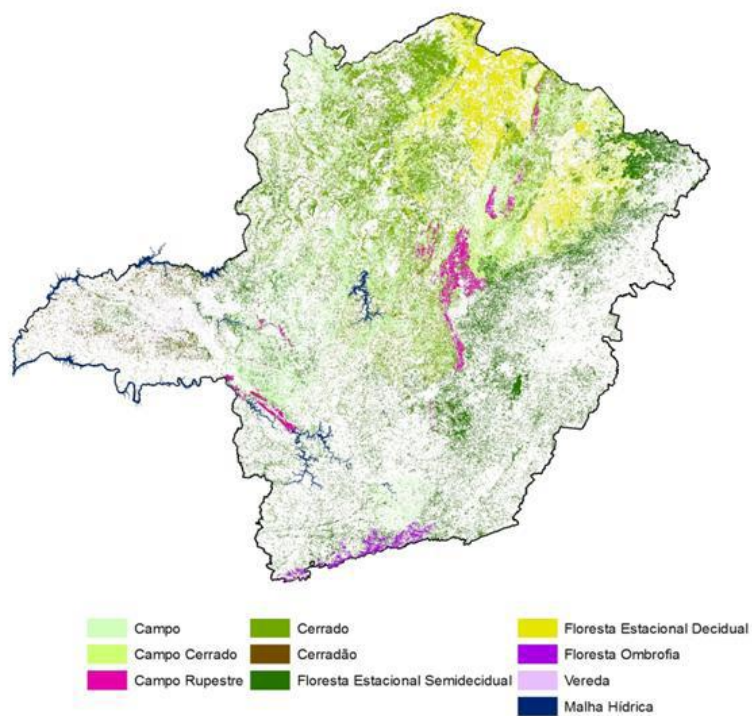 Campo
Cerrado
Floresta Estacional Decidual
Campo Cerrado
Cerradão
Floresta Ombrofia
Campo Rupestre
Floresta Estacional Semidecidual
Vereda
Malha Hídrica